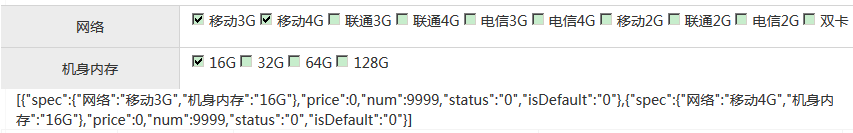 网络 移动3G 移动4G 联通3G 联通4G 电信3G 电信4G 移动2G 联通2G 电信2G 双卡
机身内存 16G 32G 64G 128G
[{"spec":{"网络":"移动3G","机身内存":"16G"},"price":0,"num":9999,"status":"0","isDefault":"0"},{"spec":{"网络":"移动4G","机身内存
":"16G"},"price":0,"num":9999,"status":"0","isDefault":"0"}]